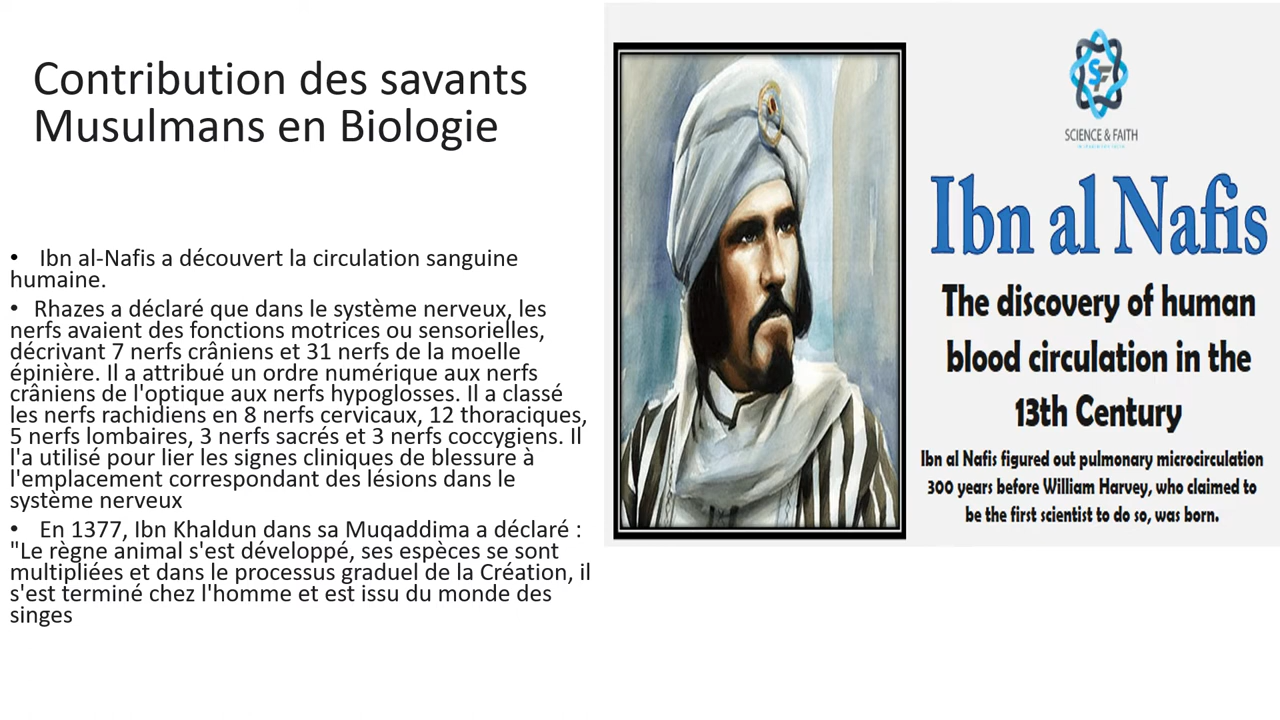 Contribution des savants
Musulmans en Biologie
• Ibn al-Nafis a découvert la circulation sanguine
humaine.
• Rhazes a déclaré que dans le système nerveux, les
nerfs avaient des fonctions motrices ou sensorielles,
décrivant 7 nerfs crâniens et 31 nerfs de la moelle
épinière. Il a attribué un ordre numérique aux nerfs
crâniens de l'optique aux nerfs hypoglosses. Il a classé
les nerfs rachidiens en 8 nerfs cervicaux, 12 thoraciques,
5 nerfs lombaires, 3 nerfs sacrés et 3 nerfs coccygiens. Il
l'a utilisé pour lier les signes cliniques de blessure à
l'emplacement correspondant des lésions dans le
système nerveux
• En 1377, Ibn Khaldun dans sa Muqaddima a déclaré :
"Le règne animal s'est développé, ses espèces se sont
multipliées et dans le processus graduel de la Création, il
s'est terminé chez l'homme et est issu du monde des
singes
SF
SCIENCE & FAITH
Ibn al Nafis
The discovery of human
blood circulation in the
13th Century
Ibn al Nafis figured out pulmonary microcirculation
300 years before William Harvey, who claimed to
be the first scientist to do so, was born.